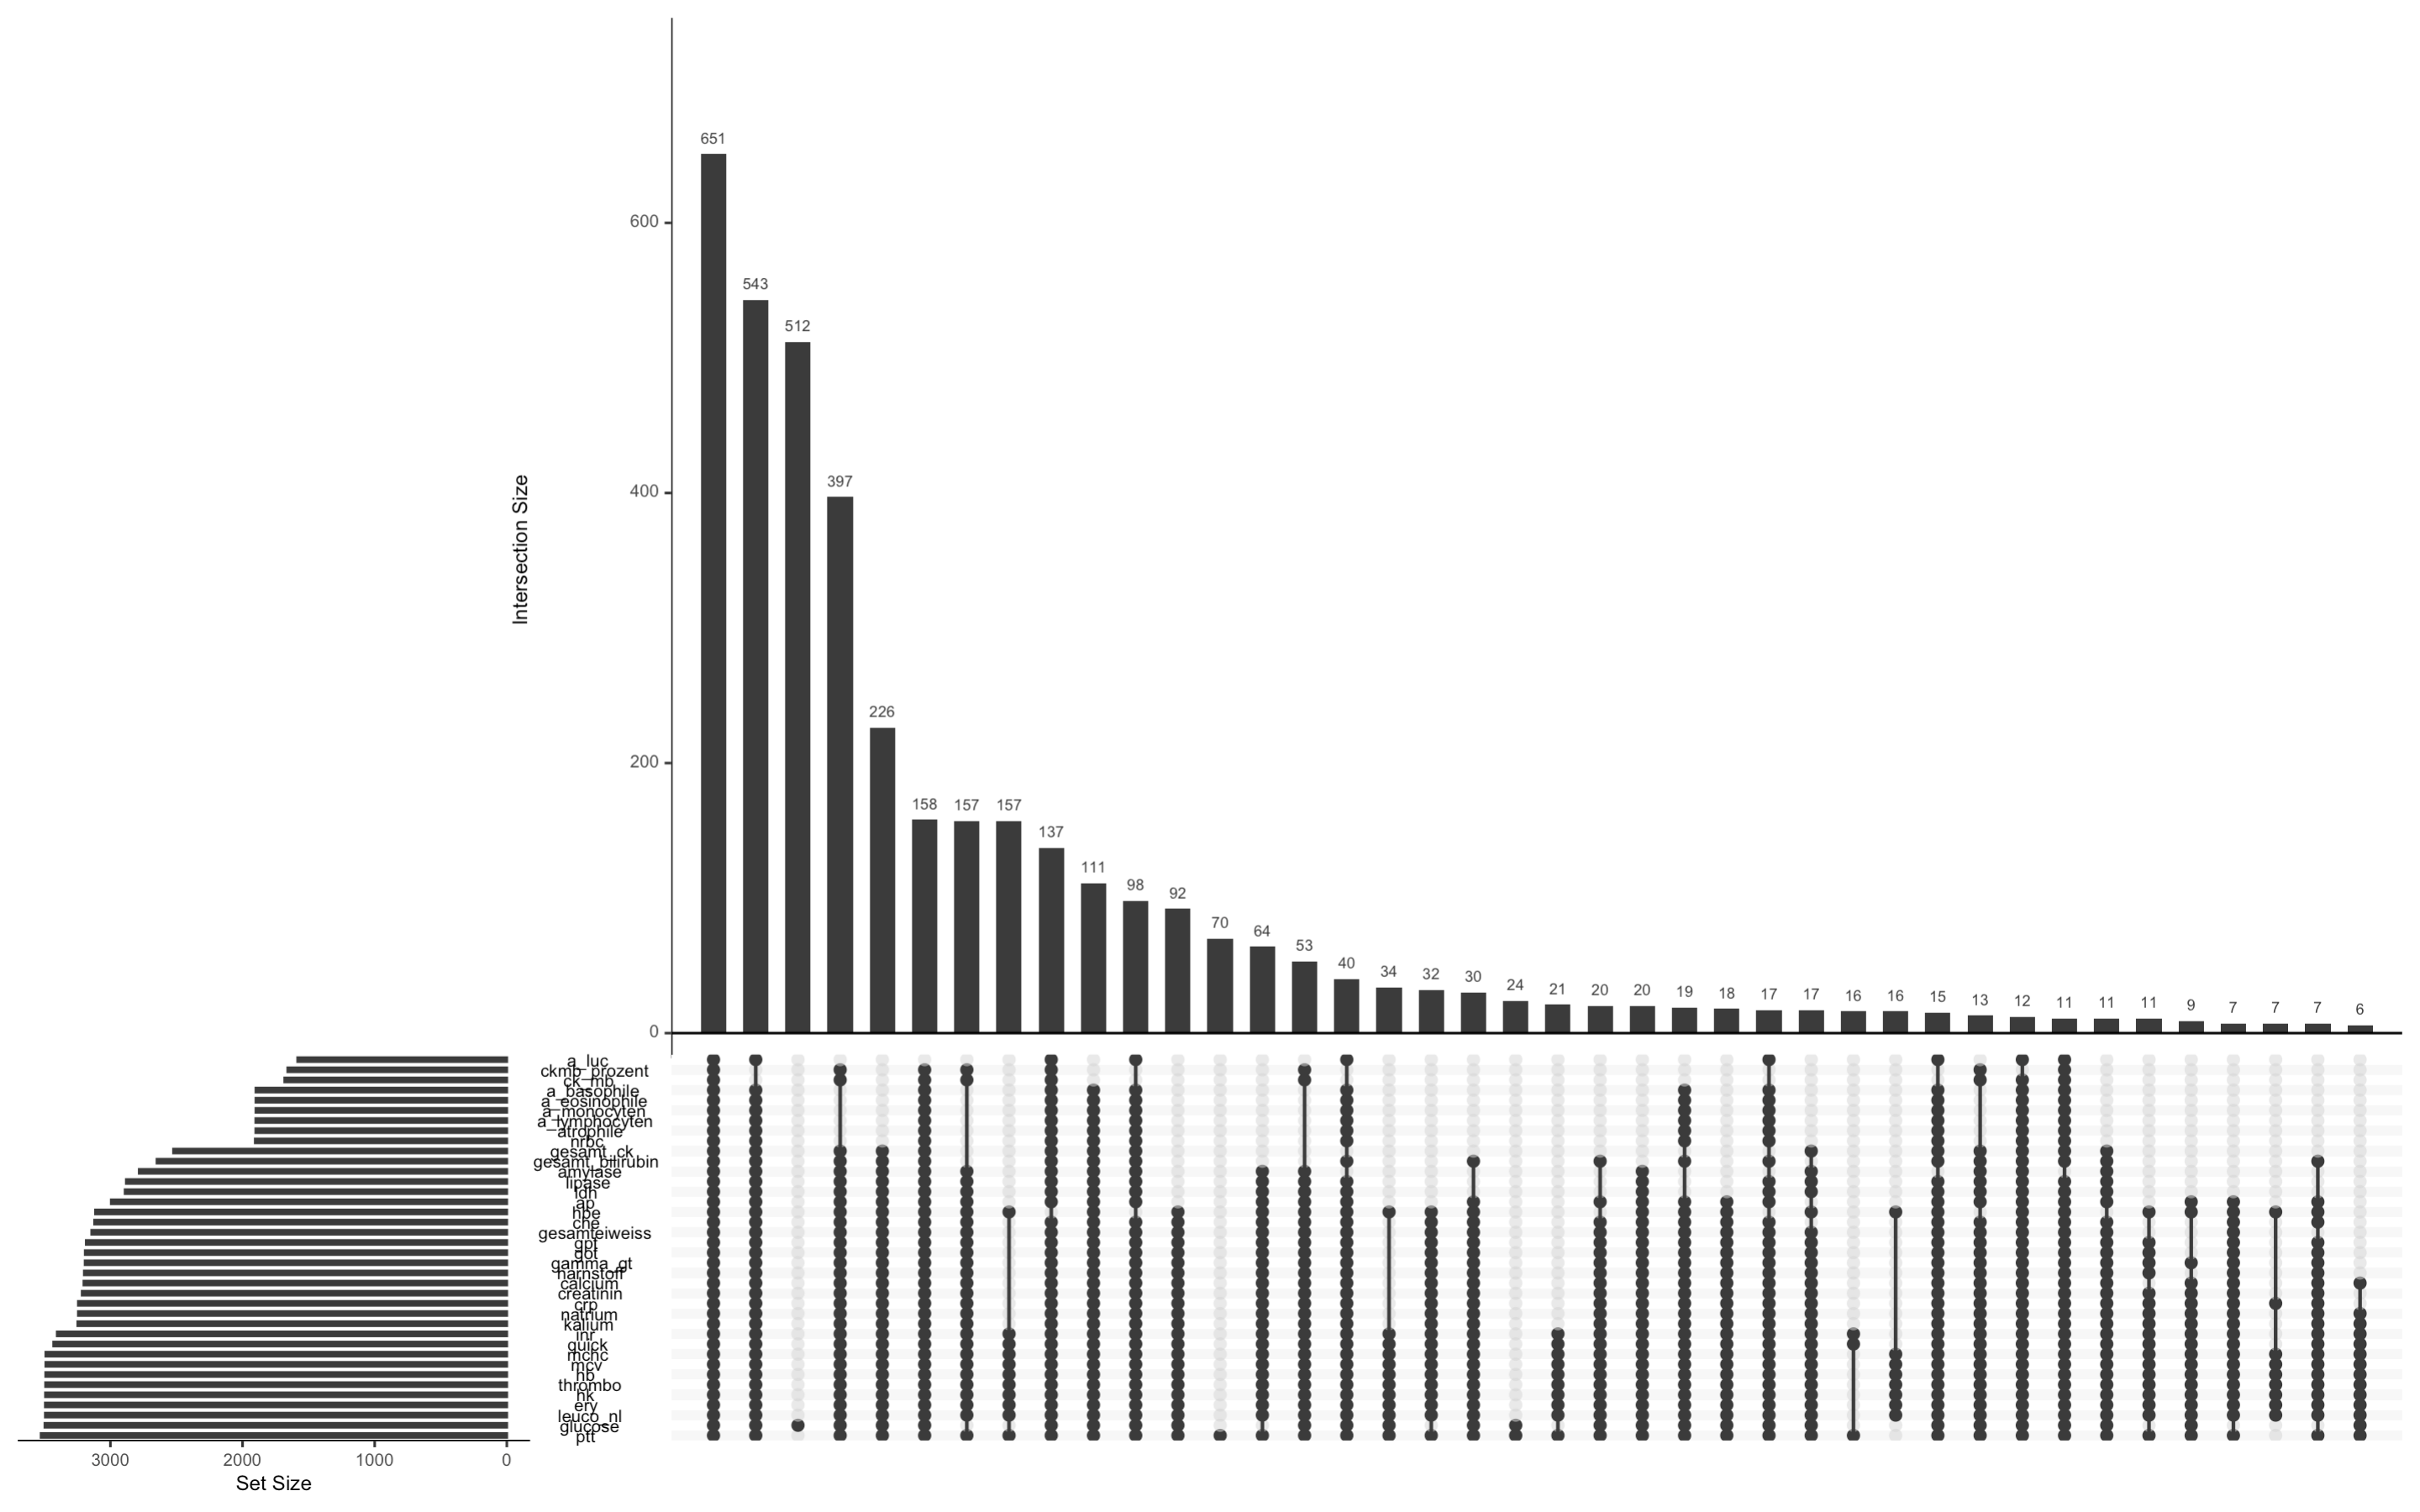 651
543
512
397
226
158
157
157
137
111
98
92
70
64
53
40
34
32
30
24
21
20
20
19
18
17
17
16
16
15
13
12
11
11
11
9
7
7
7
6
600
400
200
0
Intersection Size
a_luc
ckmb_prozent
ck_mb
a_basophile
a_eosinophile
a_monocyten
a_lymphocyten
nrbc
gesamt_ck
gesamt_bilirubin
amylase
lipase
ldh
ap
hbe
che
gesamteiweiss
gpt
got
gamma_gt
harnstoff
calcium
creatinin
crp
natrium
kalium
inr
quick
mchc
mcv
hb
thrombo
hk
ery
leuco_nl
glucose
ptt
3000
2000
1000
0
Set Size